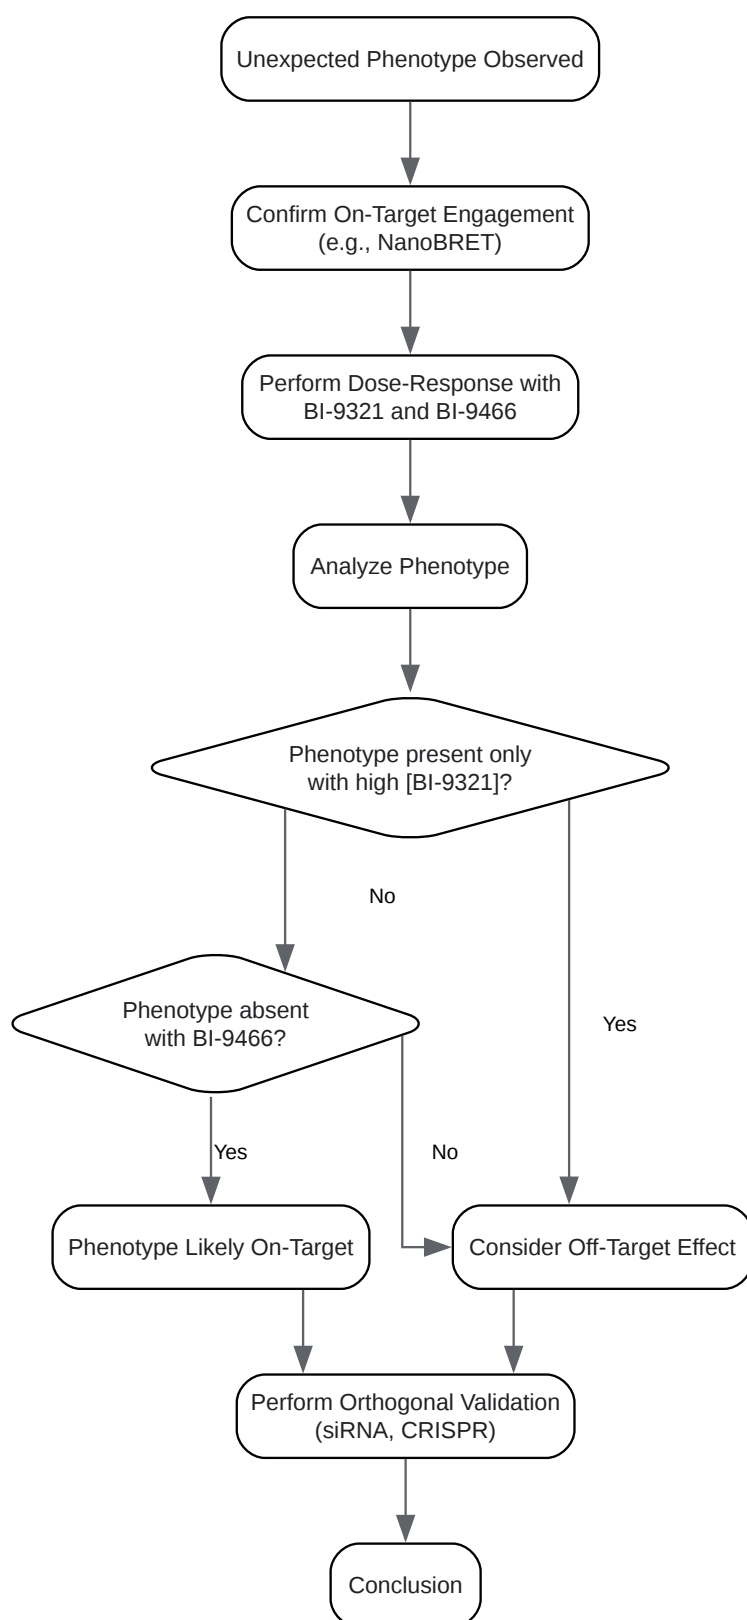 Unexpected Phenotype Observed
Confirm On-Target Engagement
(e.g., NanoBRET)
Perform Dose-Response with
BI-9321 and BI-9466
Analyze Phenotype
Phenotype present only
with high [BI-9321]?
No
Phenotype absent
with BI-9466?
Yes
Yes
No
Phenotype Likely On-Target
Consider Off-Target Effect
Perform Orthogonal Validation
(siRNA, CRISPR)
Conclusion